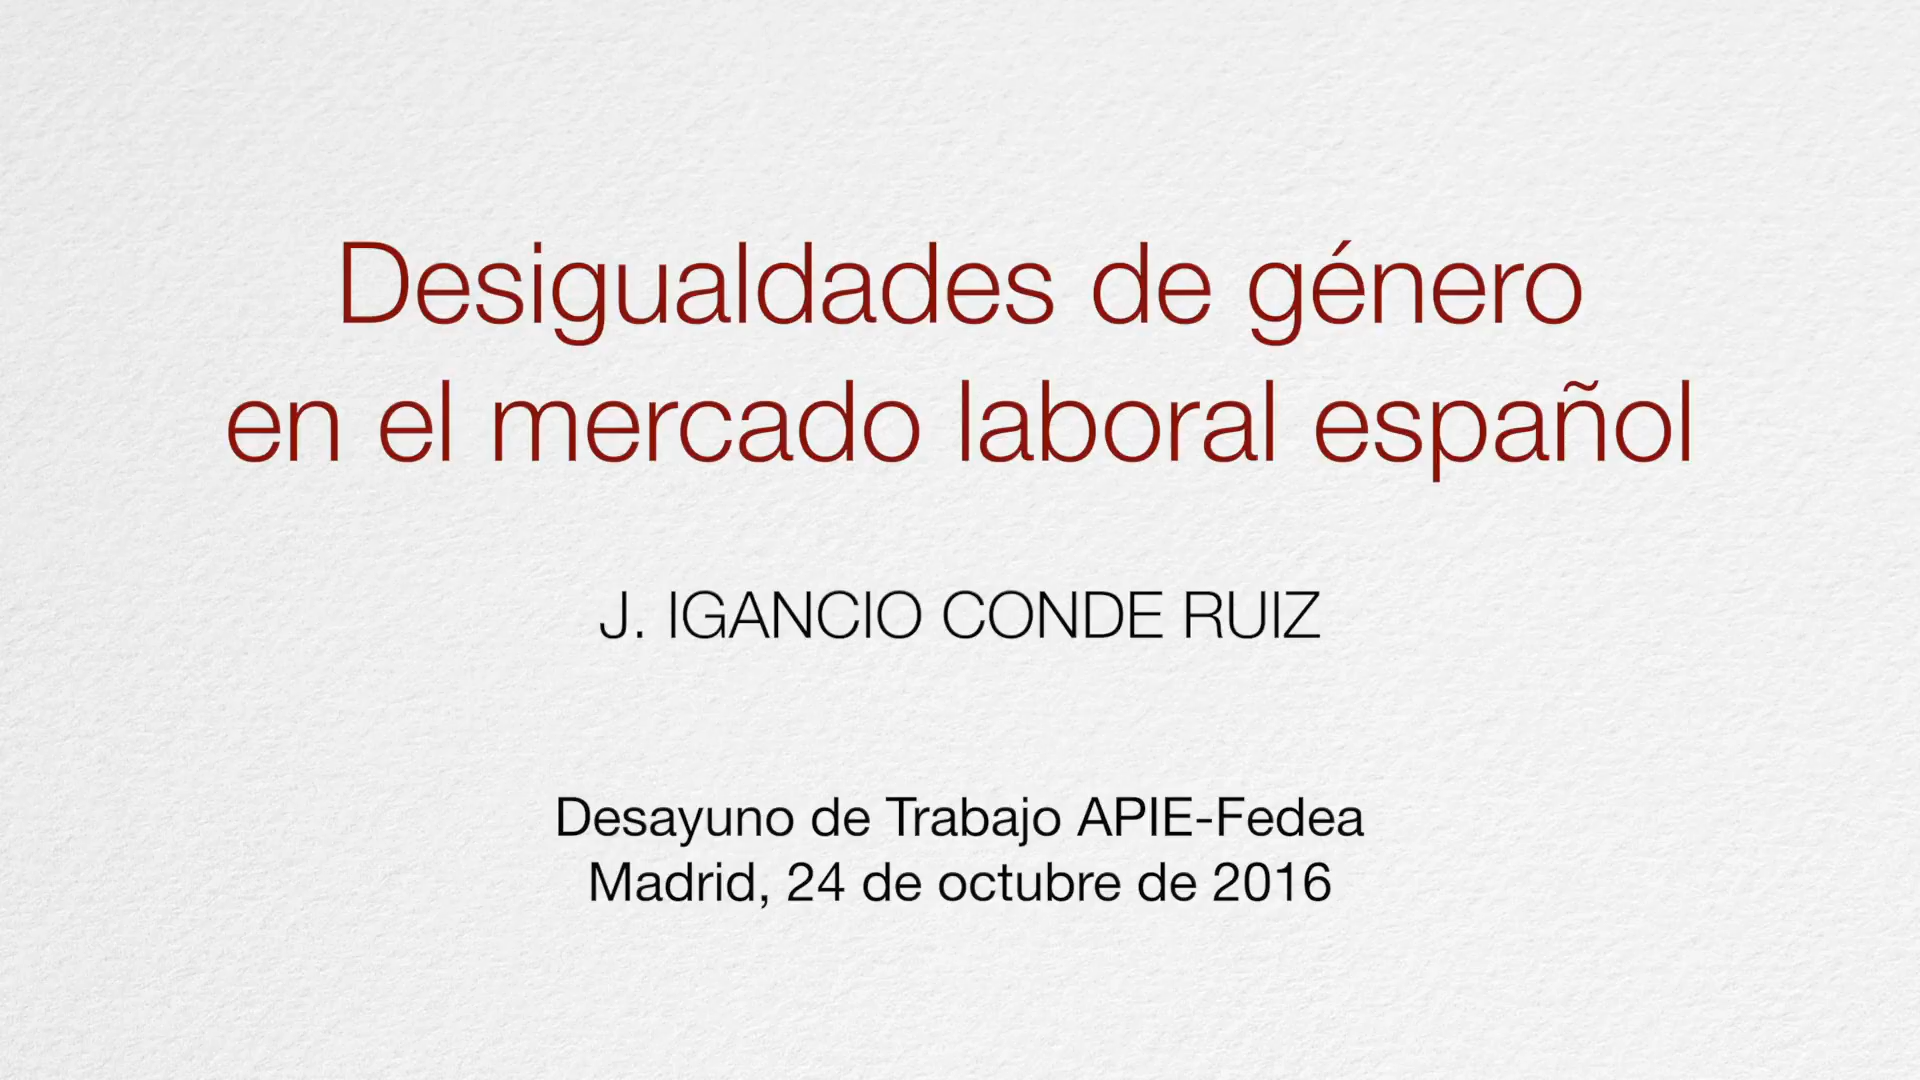 Desigualdades de género
en el mercado laboral español
J. IGANCIO CONDE RUIZ
Desayuno de Trabajo APIE-Fedea
Madrid, 24 de octubre de 2016